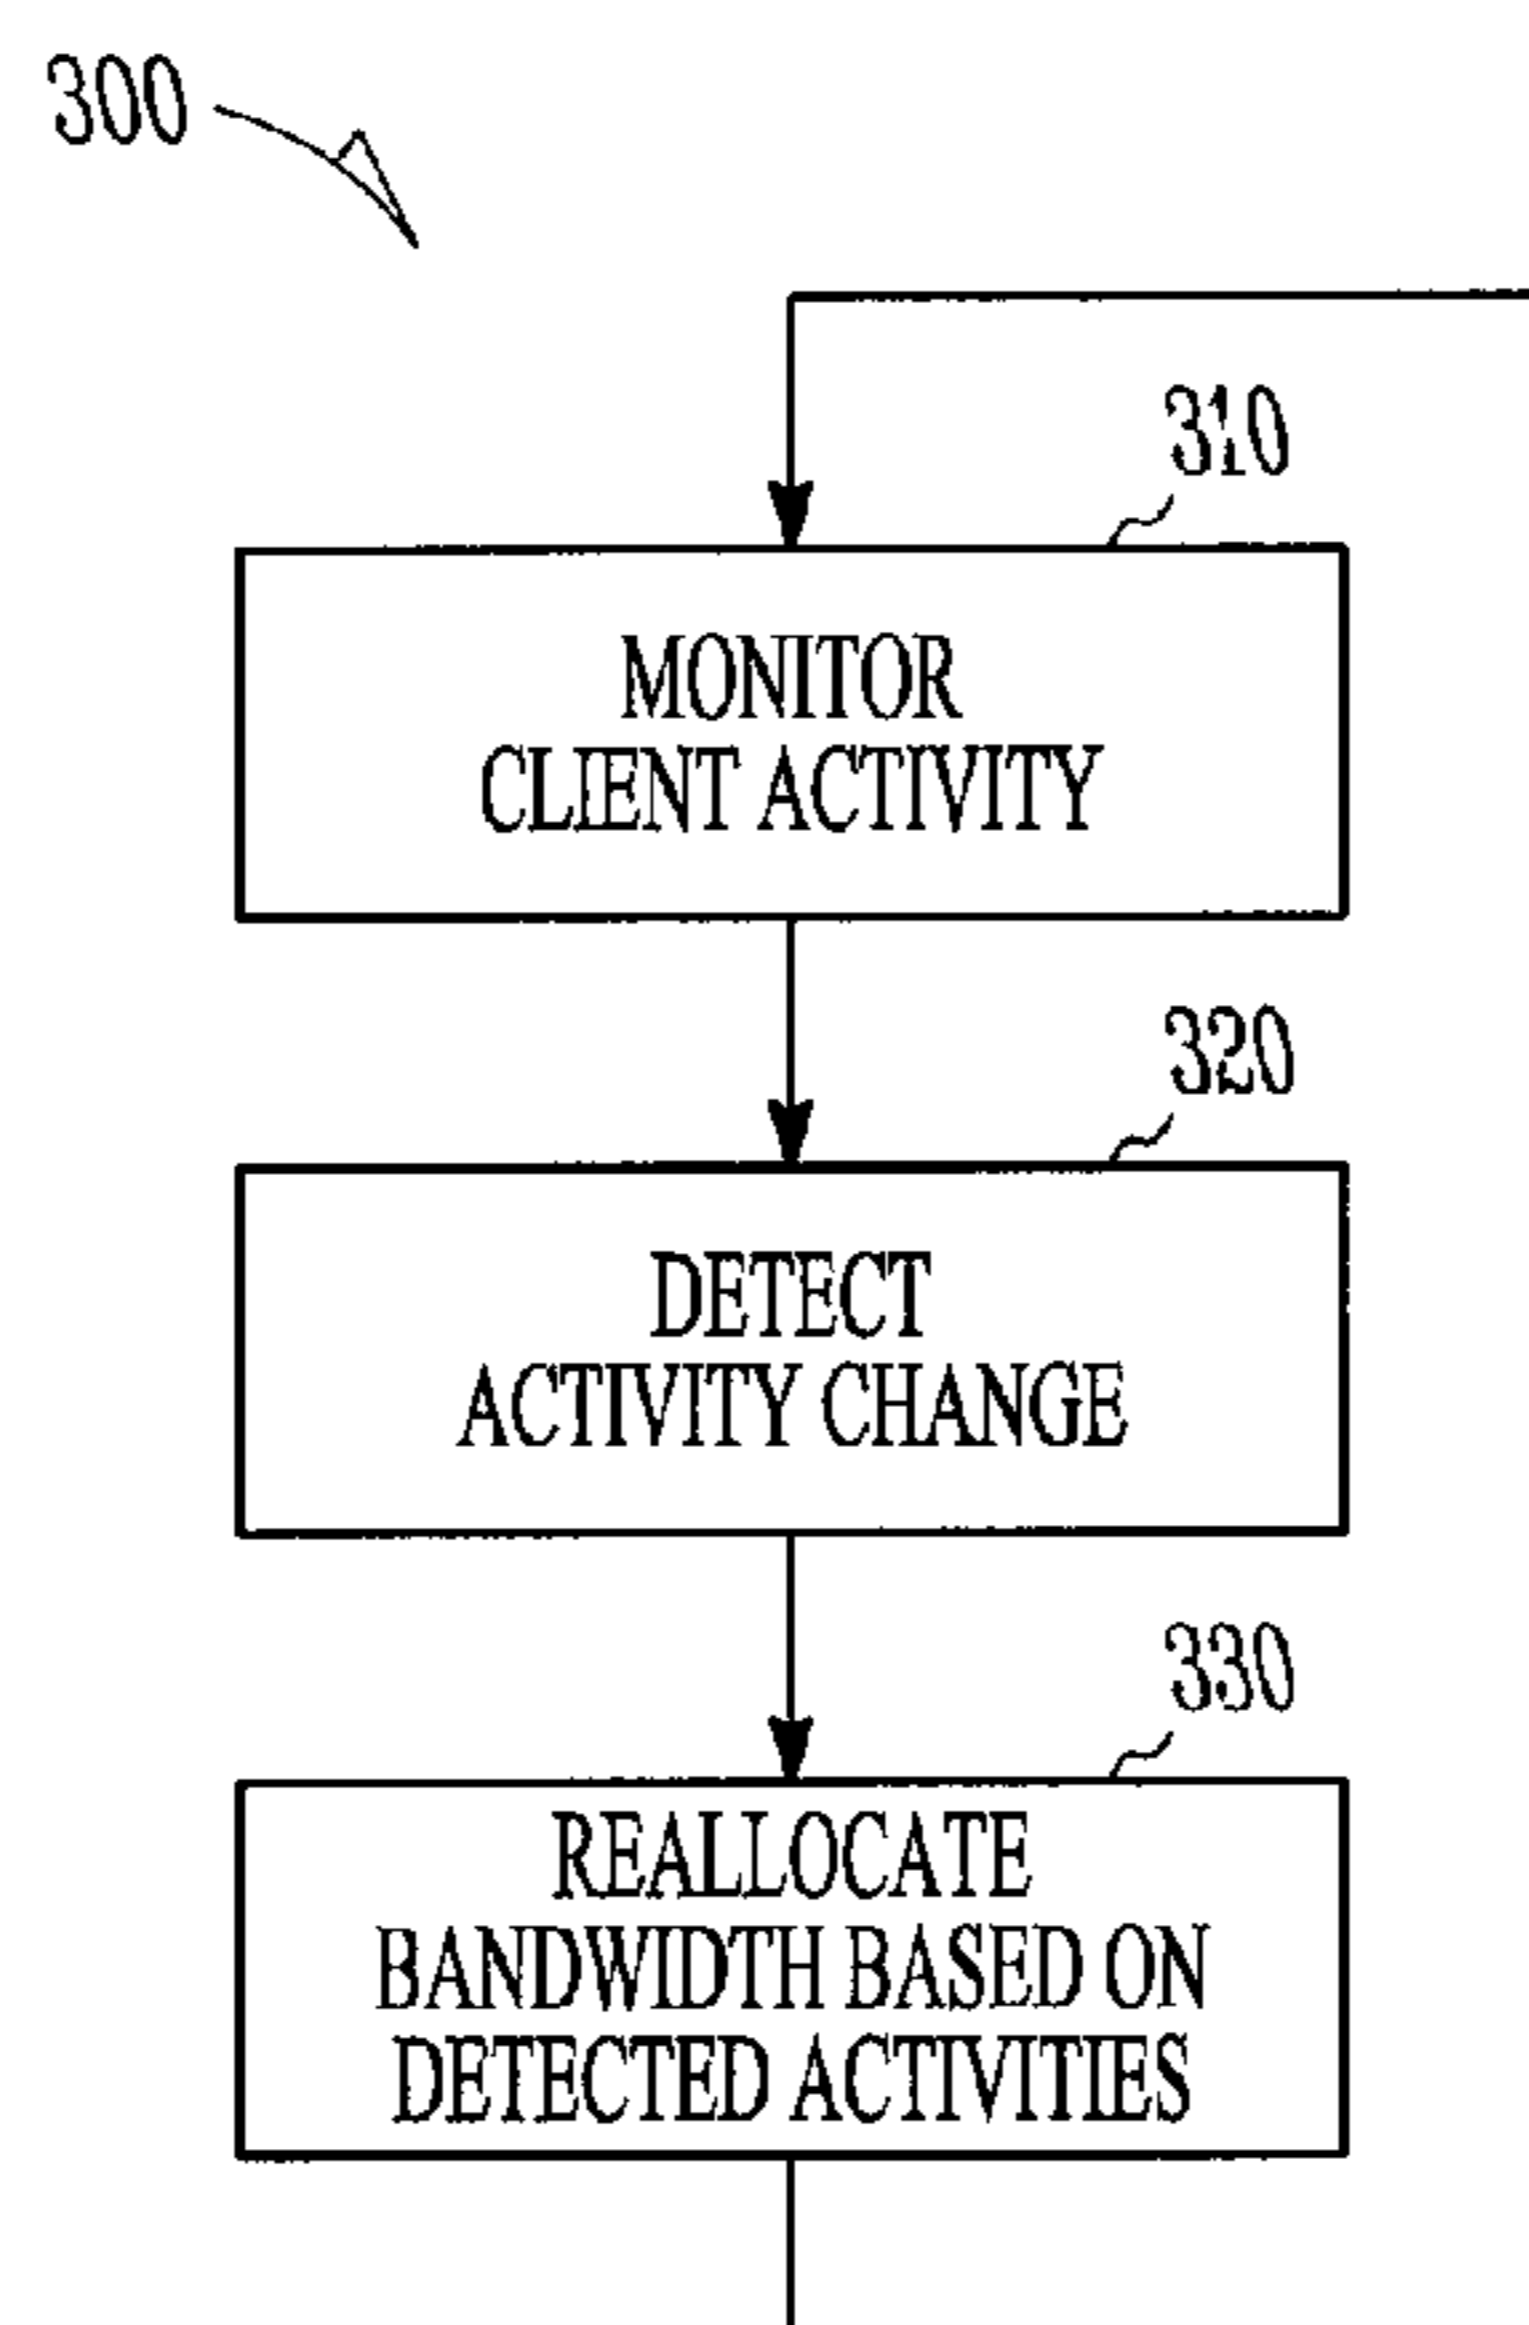 300
310
MONITOR
CLIENT ACTIVITY
320
DETECT
ACTIVITY CHANGE
330
REALLOCATE
BANDWIDTH BASED ON
DETECTED ACTIVITIES